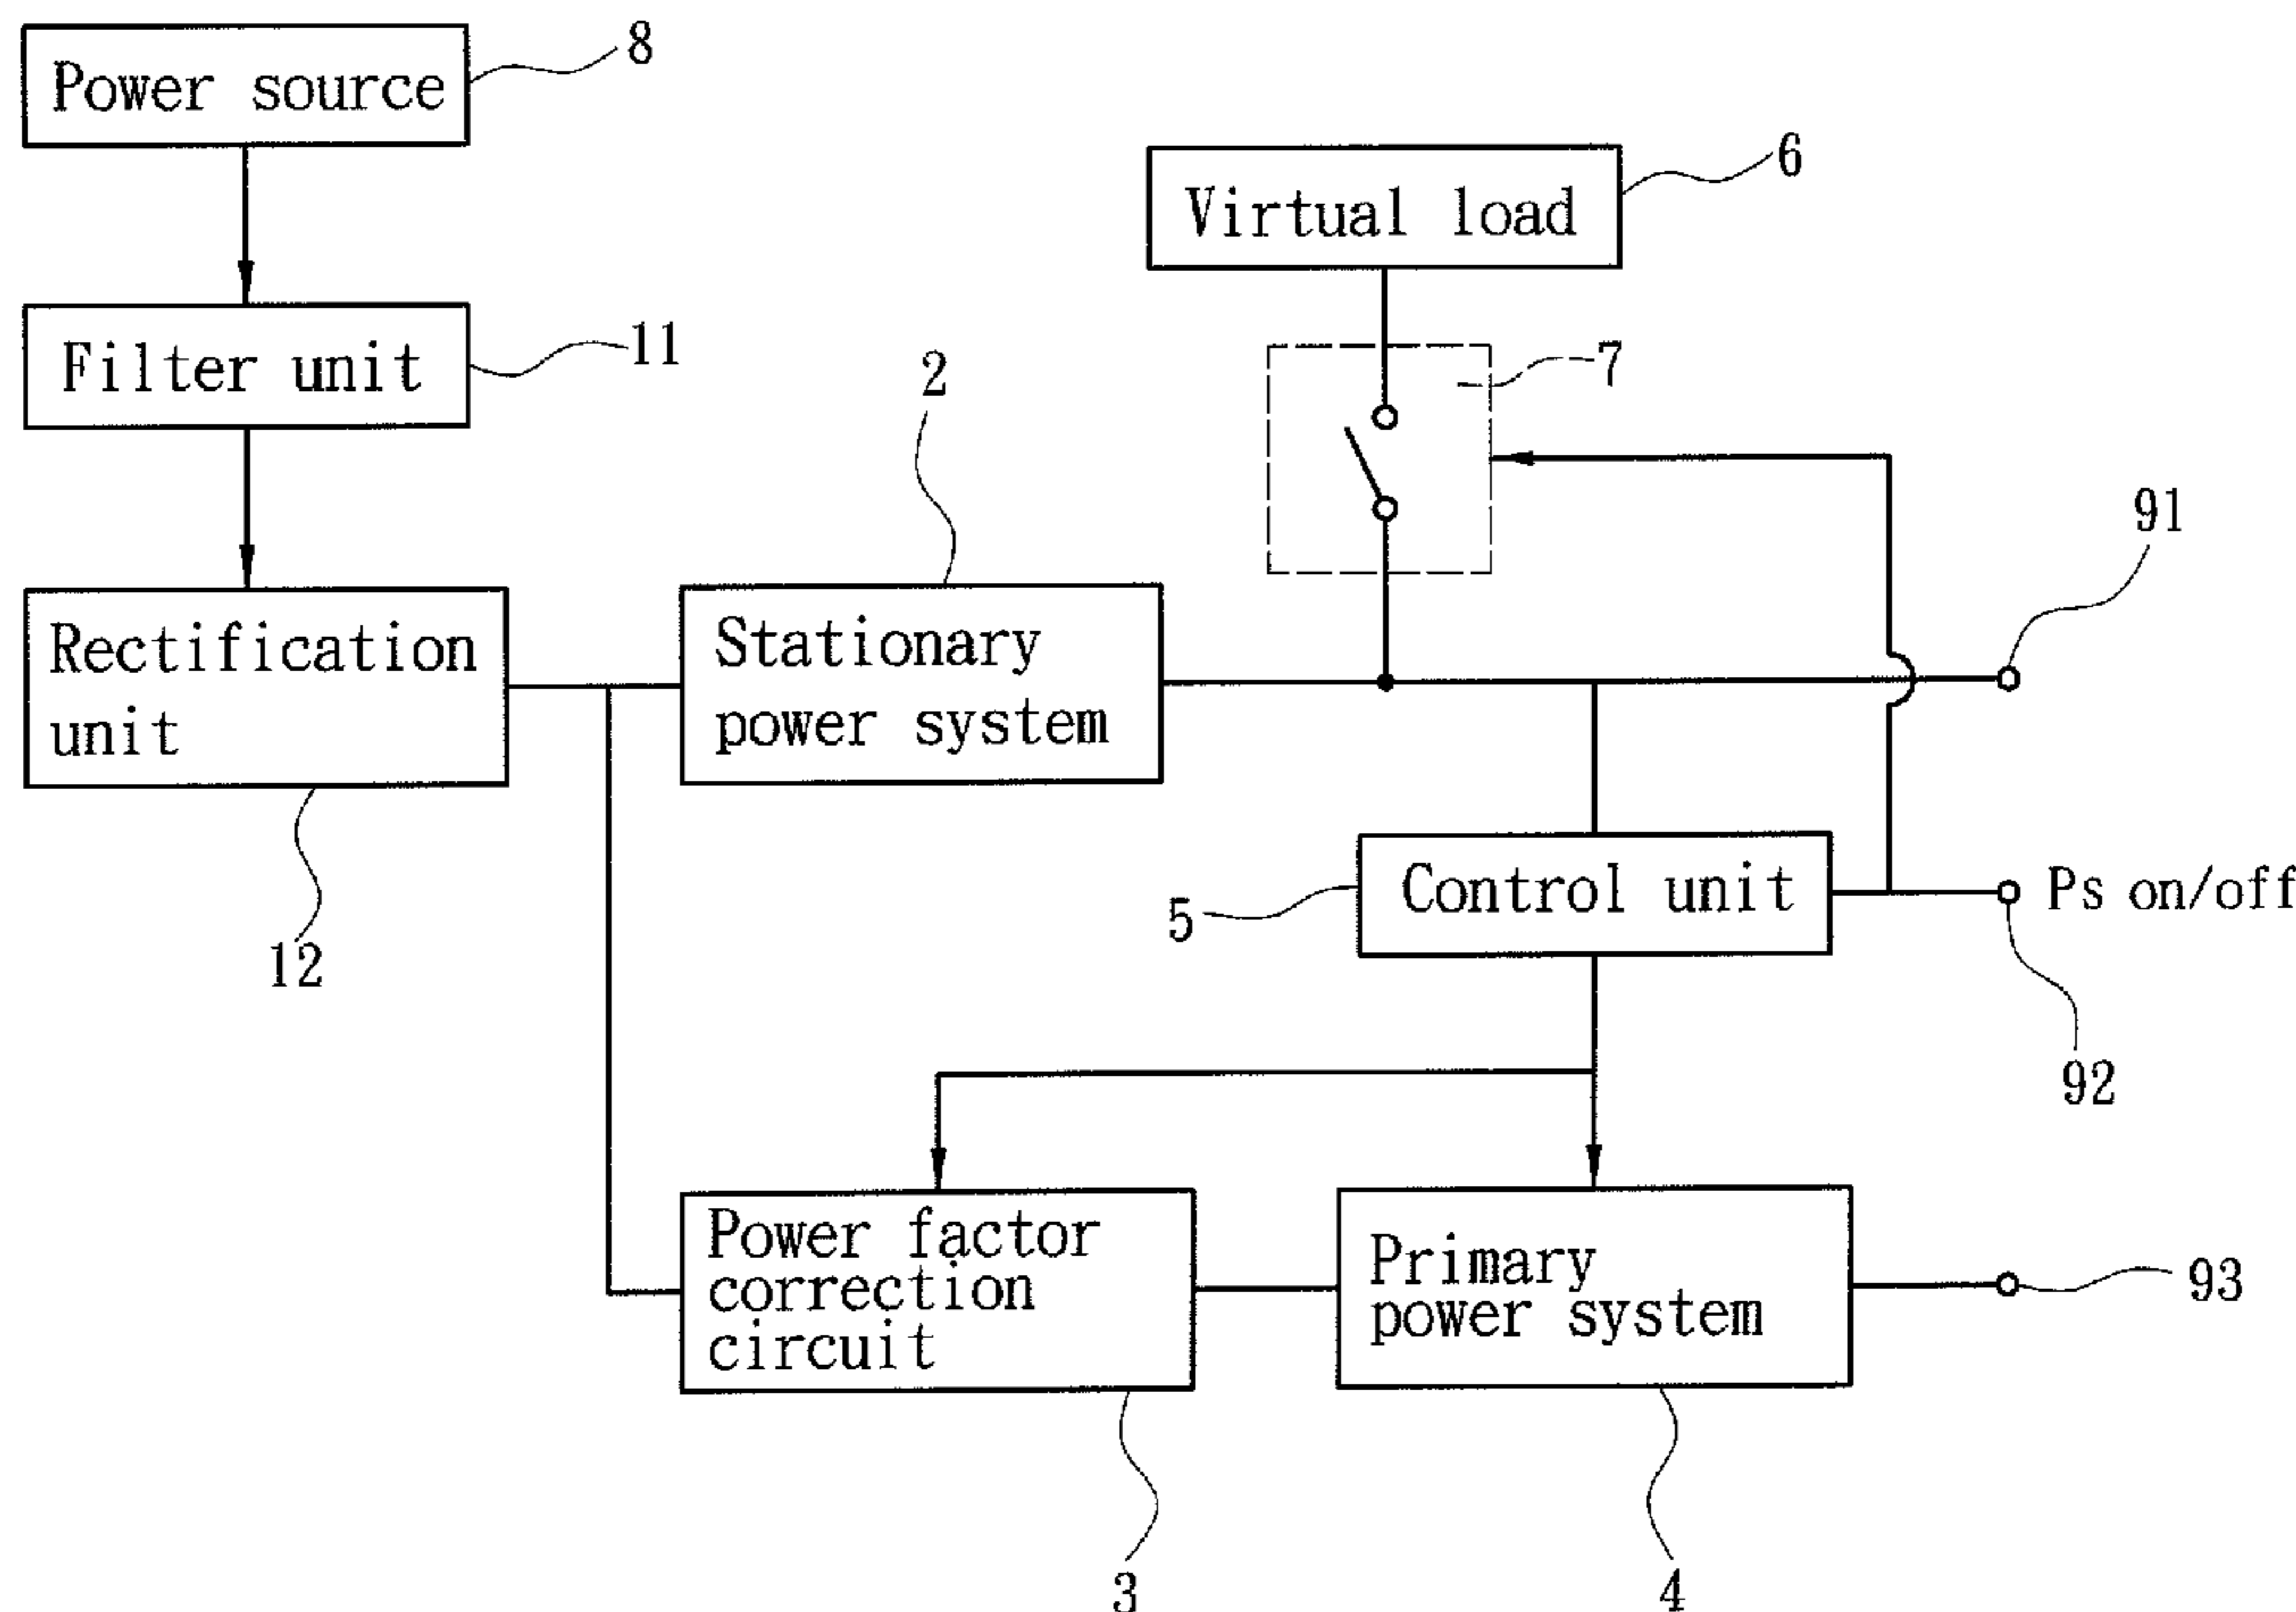 Power source
8
Virtual load
6
Filter unit
11
2
7
91
Rectification
unit
Stationary
power system
12
5
Control unit
Ps on/off
92
Power factor
correction
circuit
Primary
power system
93
3
4